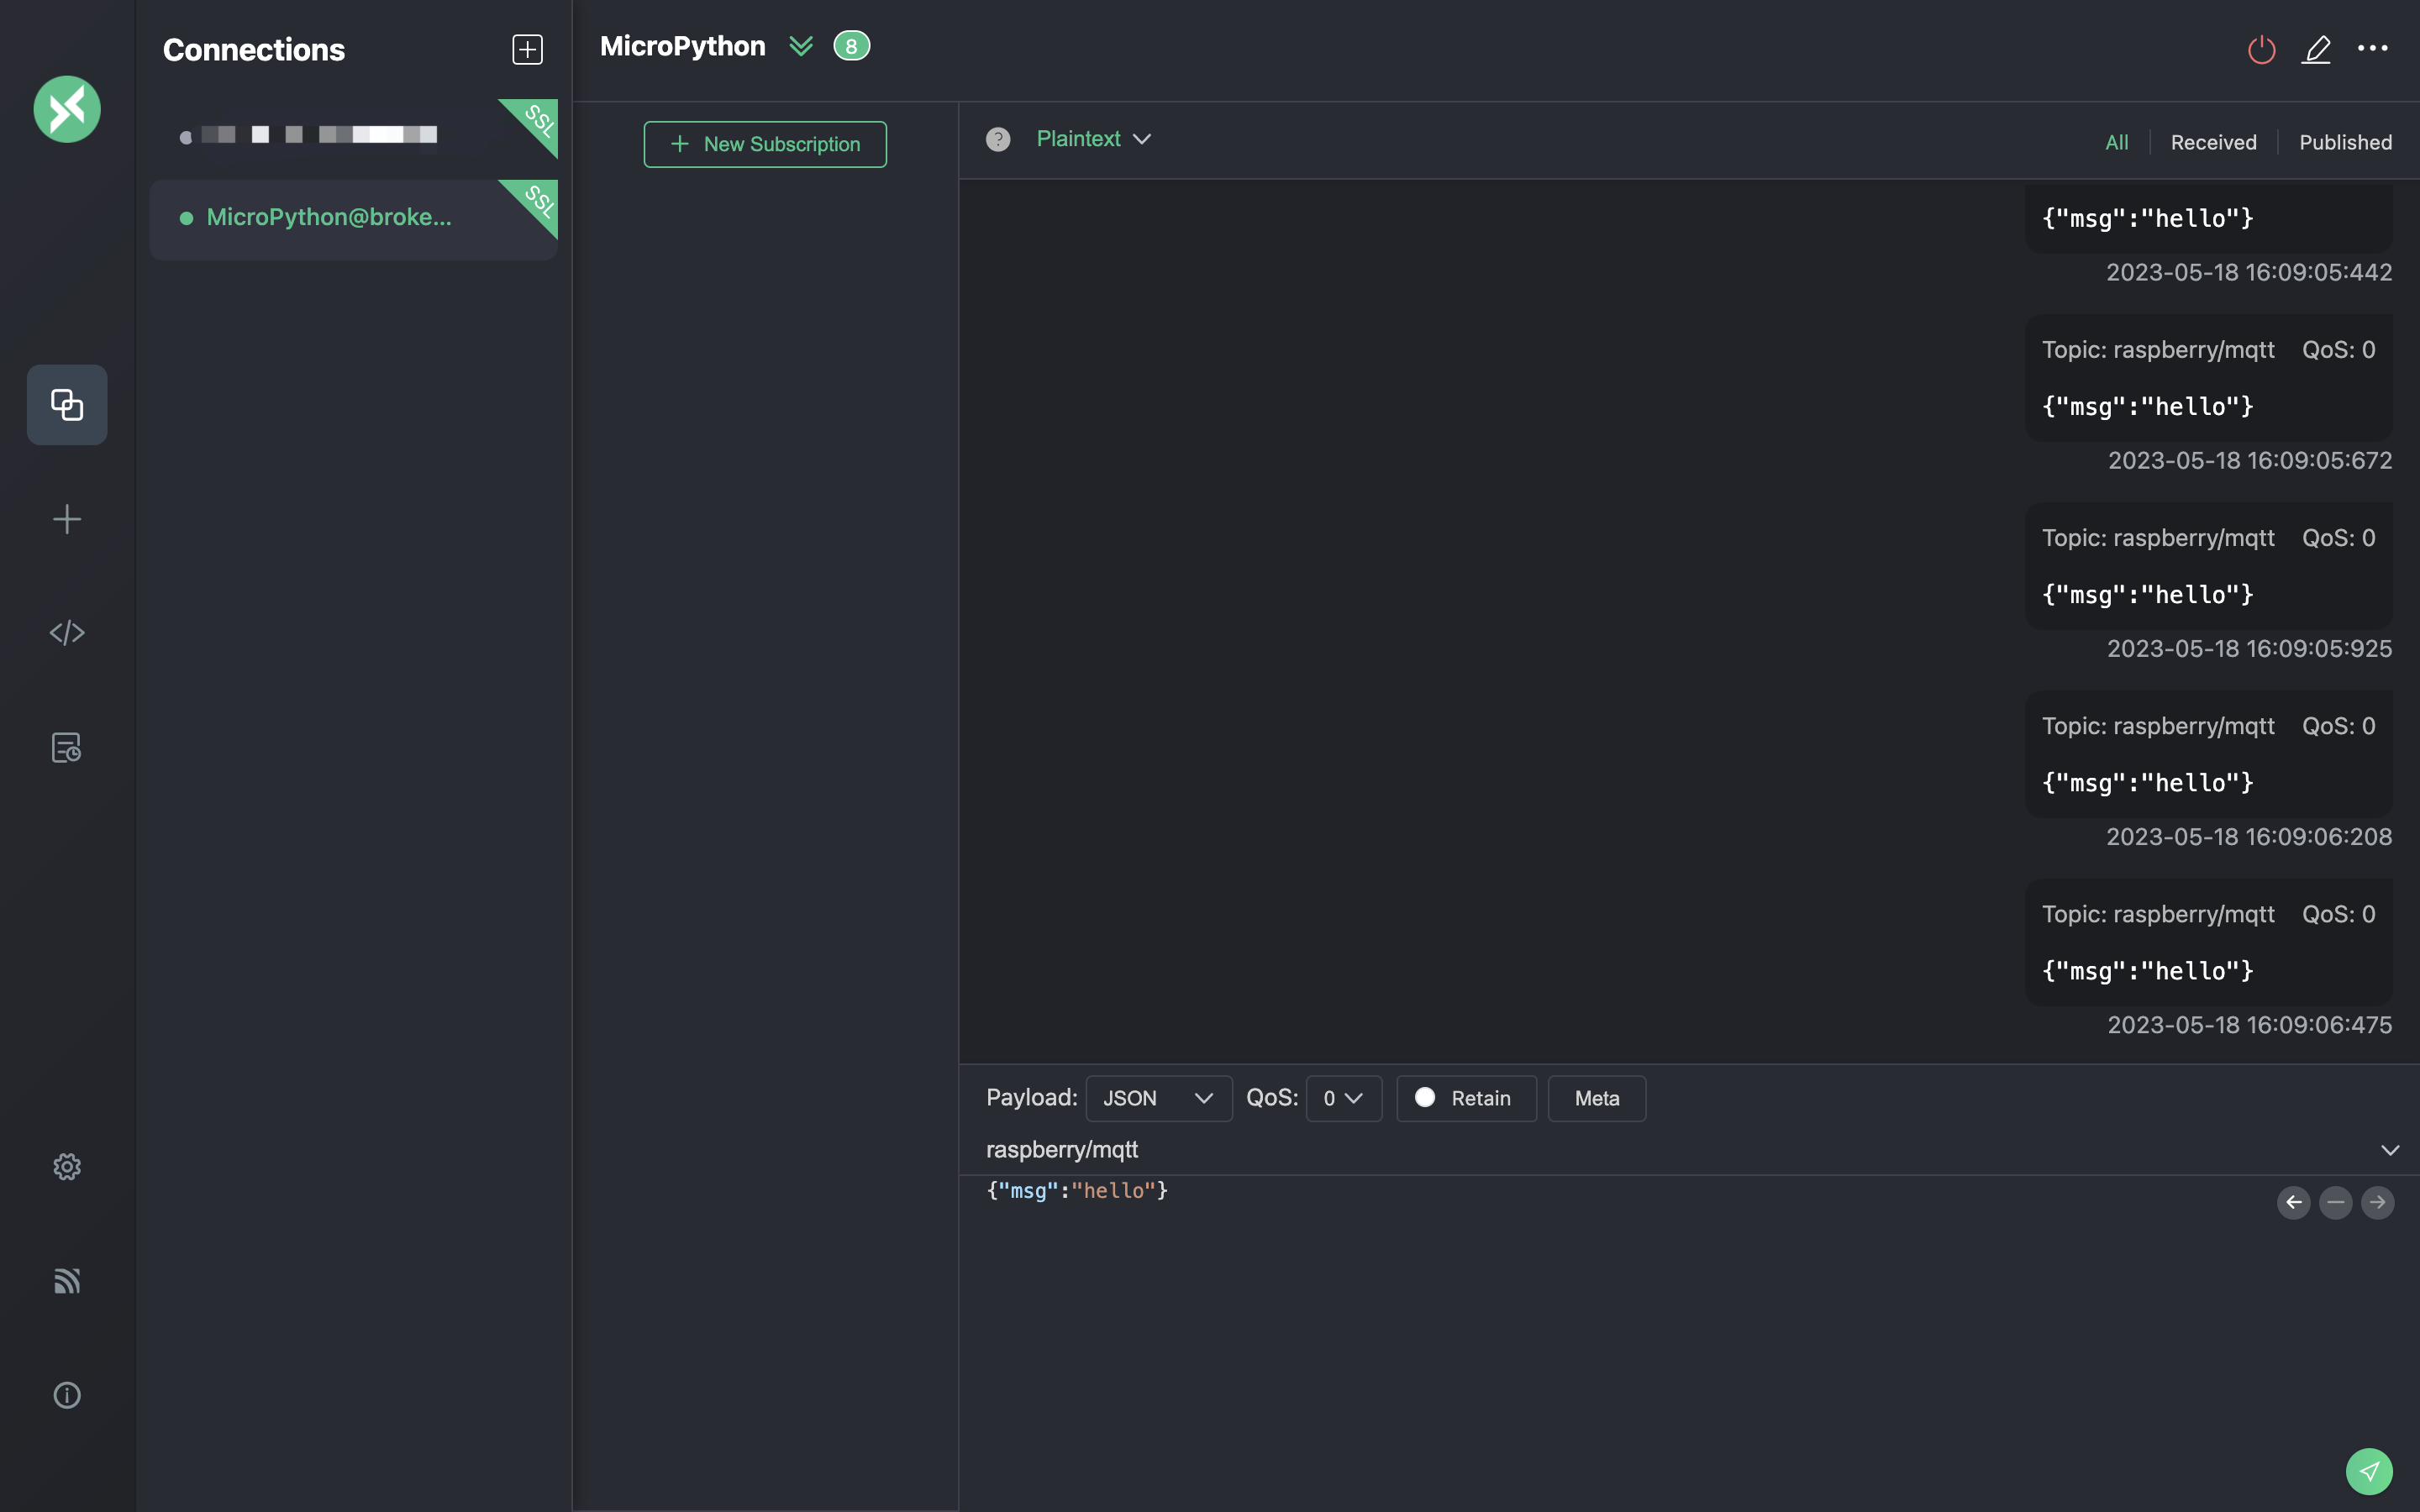 Connections
SSL
MicroPython@broke...
SSL
MicroPython
8
+ New Subscription
?
Plaintext
All
Received
Published
{"msg":"hello"}
2023-05-18 16:09:05:442
Topic: raspberry/mqtt QoS: 0
{"msg":"hello"}
2023-05-18 16:09:05:672
Topic: raspberry/mqtt QoS: 0
{"msg":"hello"}
2023-05-18 16:09:05:925
Topic: raspberry/mqtt QoS: 0
{"msg":"hello"}
2023-05-18 16:09:06:208
Topic: raspberry/mqtt QoS: 0
{"msg":"hello"}
2023-05-18 16:09:06:475
Payload: JSON QoS: 0 Retain Meta
raspberry/mqtt
{"msg":"hello"}